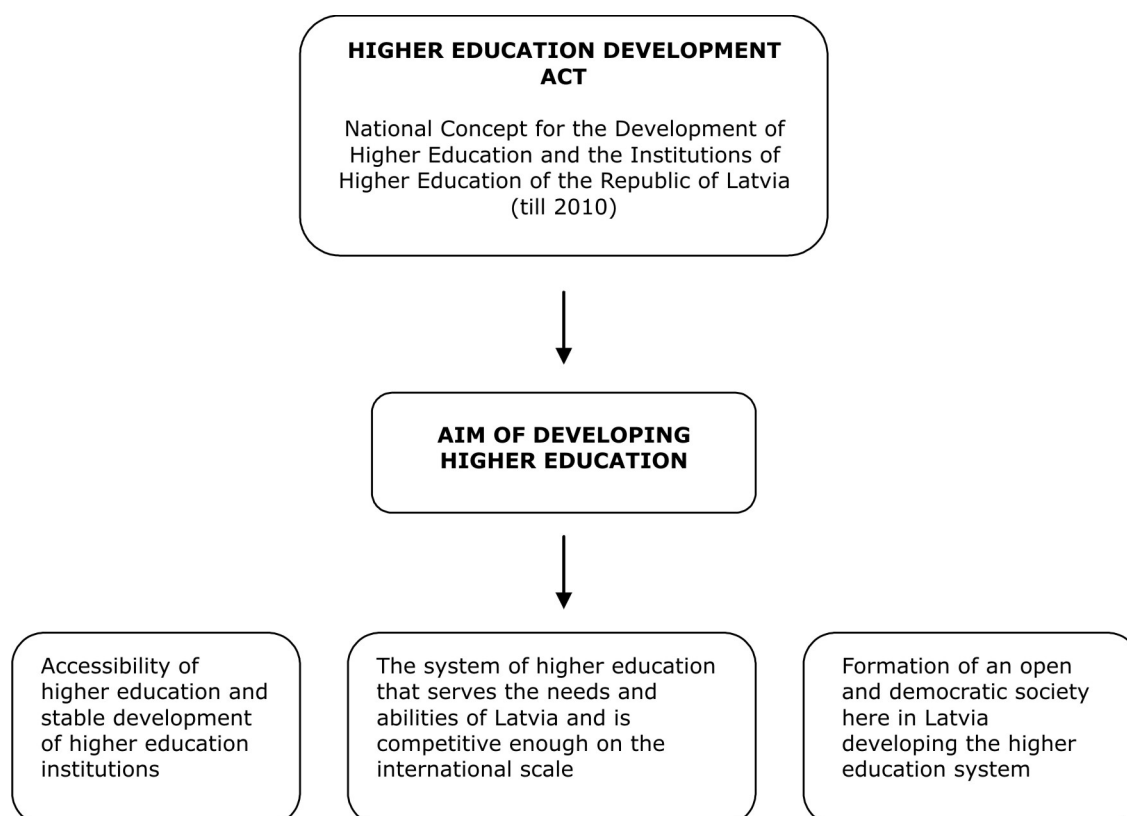 HIGHER EDUCATION DEVELOPMENT
ACT
National Concept for the Development of
Higher Education and the Institutions of
Higher Education of the Republic of Latvia
(till 2010)
AIM OF DEVELOPING
HIGHER EDUCATION
Accessibility of
higher education and
stable development
of higher education
institutions
The system of higher education
that serves the needs and
abilities of Latvia and is
competitive enough on the
international scale
Formation of an open
and democratic society
here in Latvia
developing the higher
education system